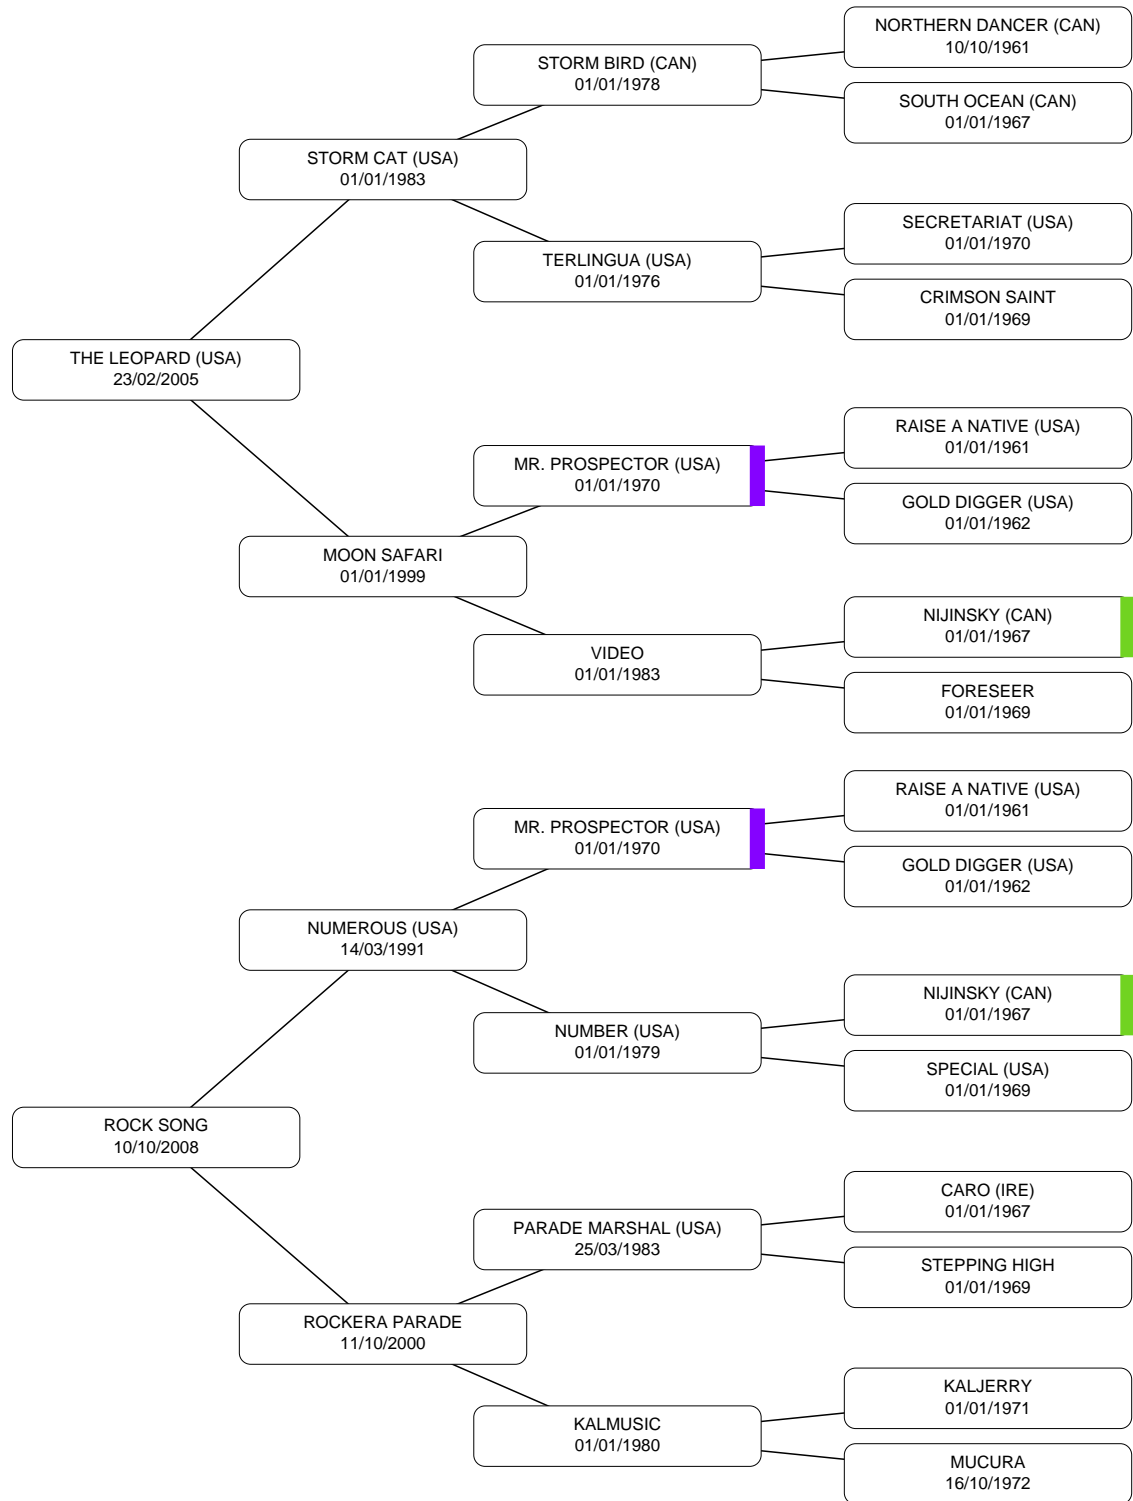 NORTHERN DANCER (CAN)
10/10/1961
STORM BIRD (CAN)
01/01/1978
SOUTH OCEAN (CAN)
01/01/1967
STORM CAT (USA)
01/01/1983
SECRETARIAT (USA)
01/01/1970
TERLINGUA (USA)
01/01/1976
CRIMSON SAINT
01/01/1969
THE LEOPARD (USA)
23/02/2005
RAISE A NATIVE (USA)
01/01/1961
MR. PROSPECTOR (USA)
01/01/1970
GOLD DIGGER (USA)
01/01/1962
MOON SAFARI
01/01/1999
NIJINSKY (CAN)
01/01/1967
VIDEO
01/01/1983
FORESEER
01/01/1969
RAISE A NATIVE (USA)
01/01/1961
MR. PROSPECTOR (USA)
01/01/1970
GOLD DIGGER (USA)
01/01/1962
NUMEROUS (USA)
14/03/1991
NIJINSKY (CAN)
01/01/1967
NUMBER (USA)
01/01/1979
SPECIAL (USA)
01/01/1969
ROCK SONG
10/10/2008
CARO (IRE)
01/01/1967
PARADE MARSHAL (USA)
25/03/1983
STEPPING HIGH
01/01/1969
ROCKERA PARADE
11/10/2000
KALJERRY
01/01/1971
KALMUSIC
01/01/1980
MUCURA
16/10/1972